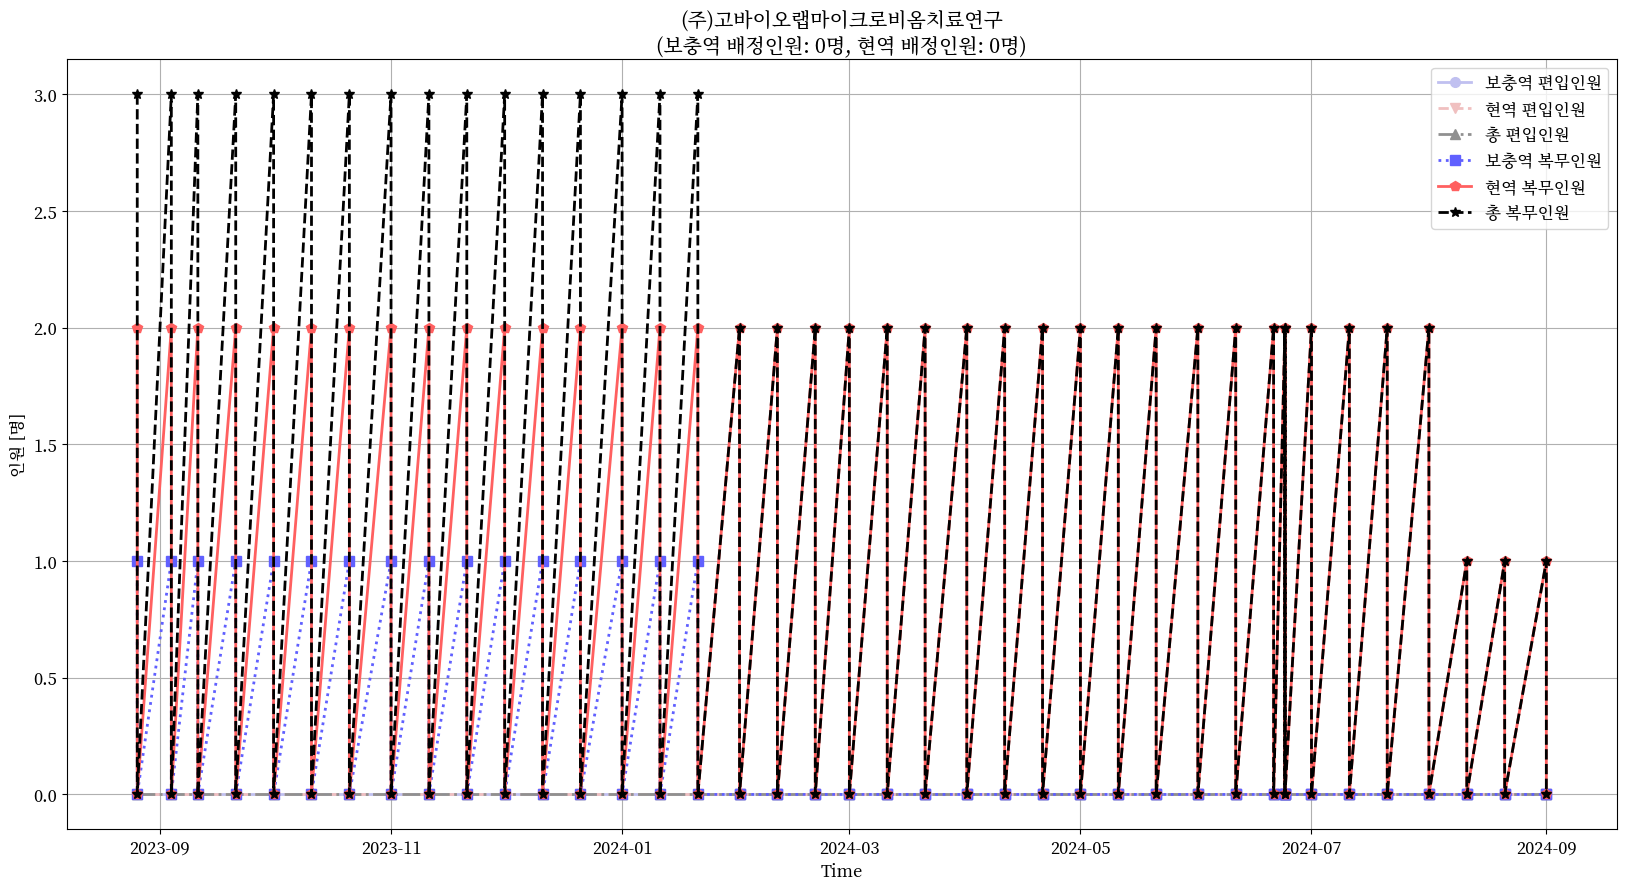 (주)고바이오랩마이크로비옴치료연구
(보충역 배정인원: 0명, 현역 배정인원: 0명)
보충역 편입인원
현역 편입인원
총 편입인원
보충역 복무인원
현역 복무인원
총 복무인원
인원 [명]
3.0
2.5
2.0
1.5
1.0
0.5
0.0
2023-09
2023-11
2024-01
2024-03
2024-05
2024-07
2024-09
Time